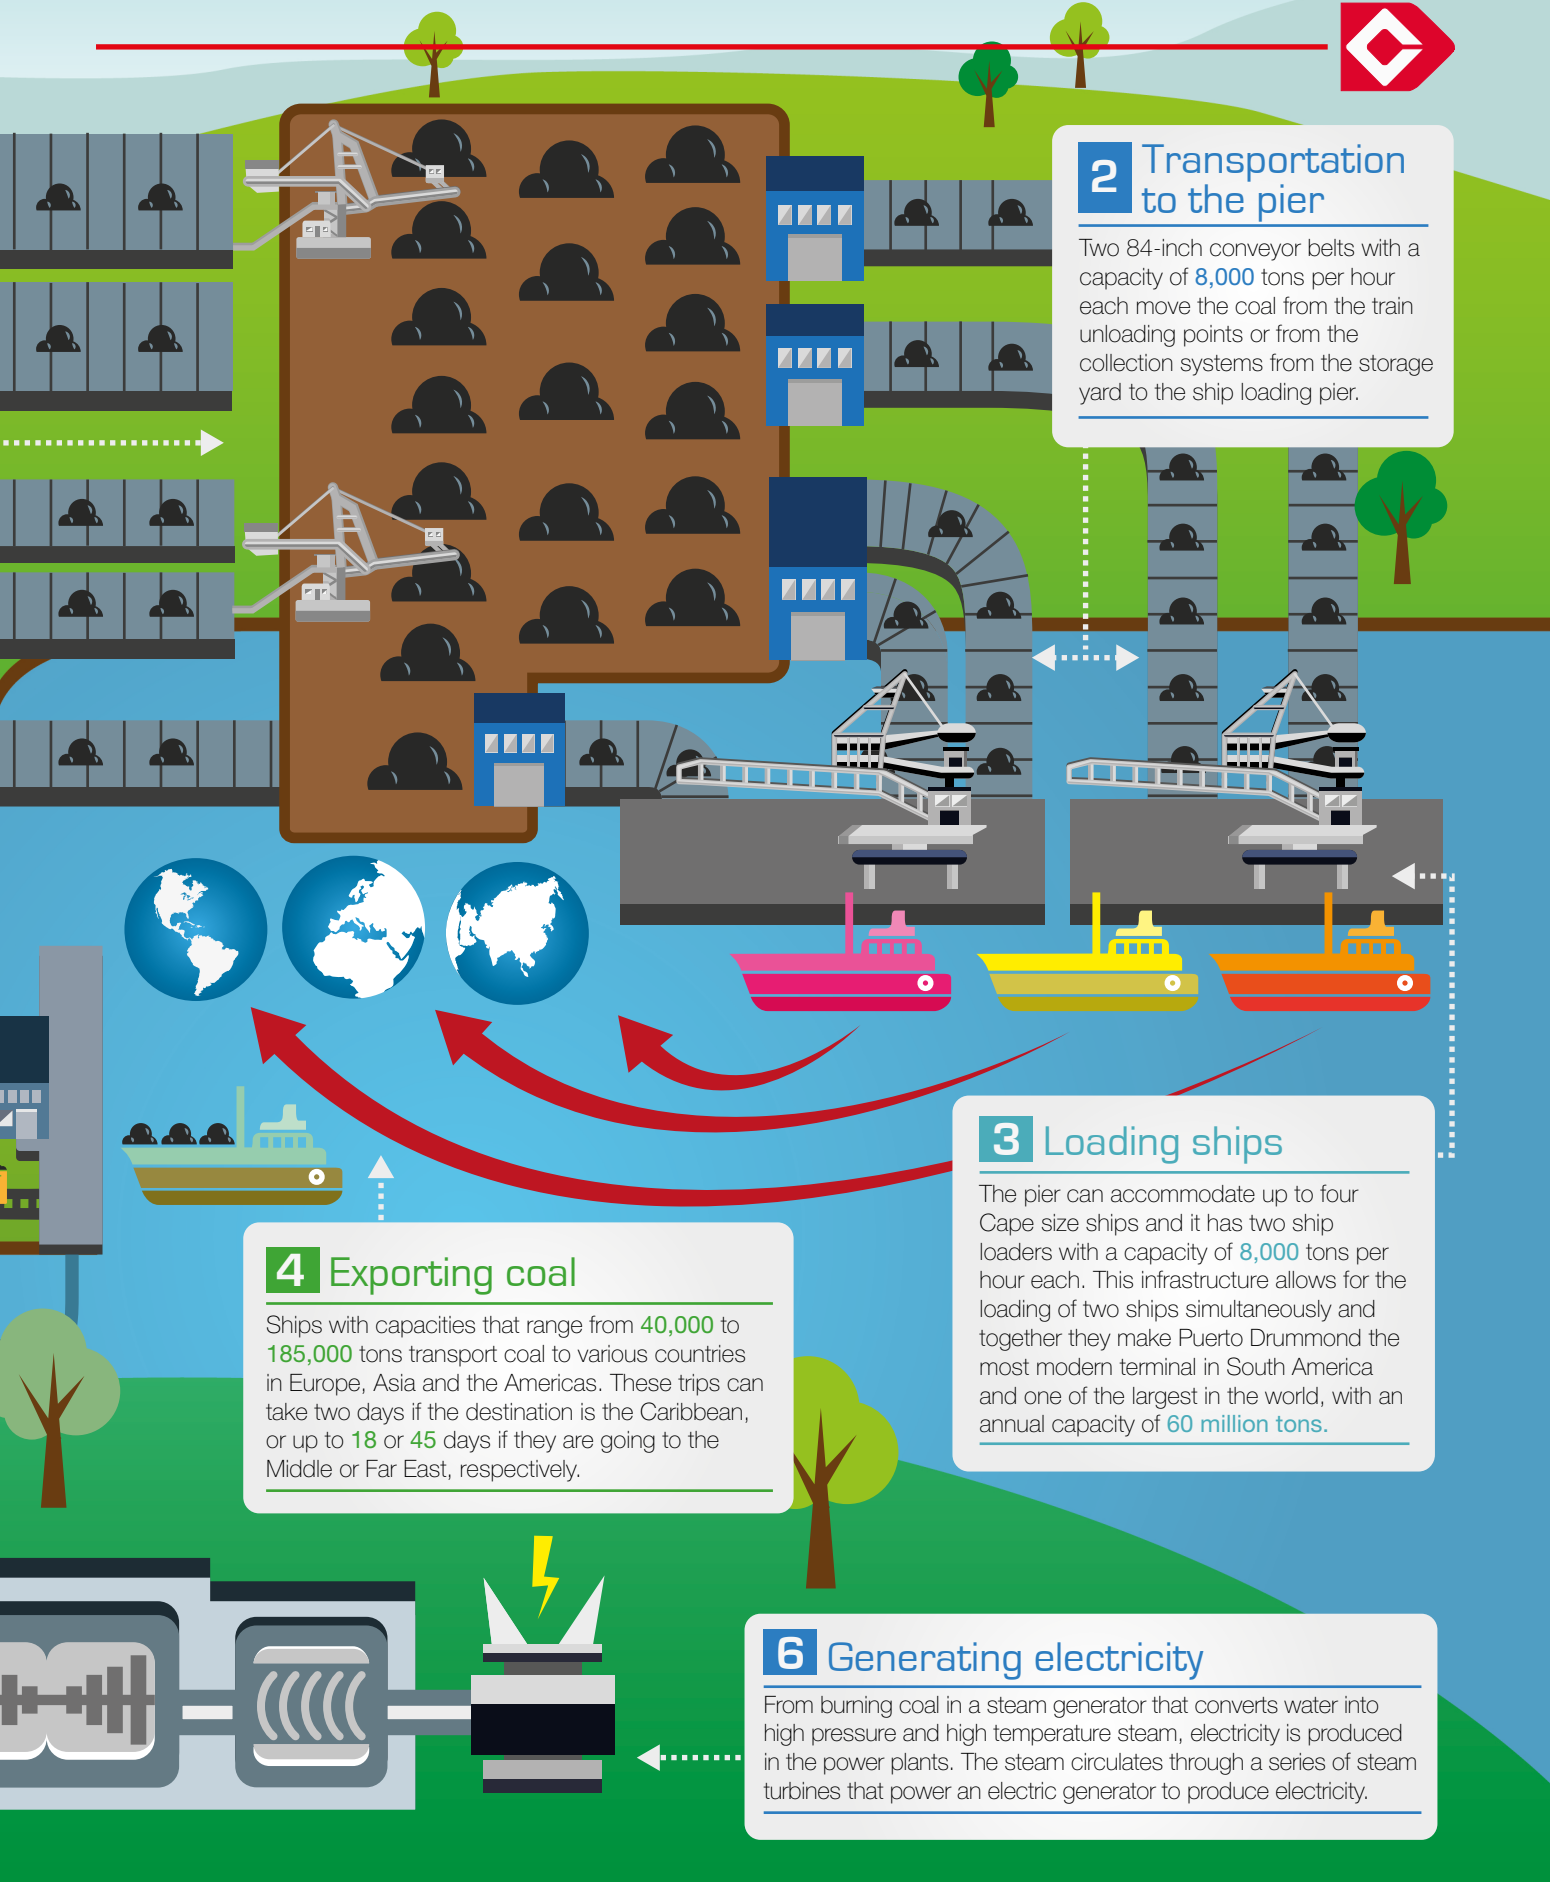 2
Transportation
to the pier
Two 84-inch conveyor belts with a
capacity of 8,000 tons per hour
each move the coal from the train
unloading points or from the
collection systems from the storage
yard to the ship loading pier.
3 Loading ships
The pier can accommodate up to four
Cape size ships and it has two ship
loaders with a capacity of 8,000 tons per
hour each. This infrastructure allows for the
loading of two ships simultaneously and
together they make Puerto Drummond the
most modern terminal in South America
and one of the largest in the world, with an
annual capacity of 60 million tons.
4 Exporting coal
Ships with capacities that range from 40,000 to
185,000 tons transport coal to various countries
in Europe, Asia and the Americas. These trips can
take two days if the destination is the Caribbean,
or up to 18 or 45 days if they are going to the
Middle or Far East, respectively.
6 Generating electricity
From burning coal in a steam generator that converts water into
high pressure and high temperature steam, electricity is produced
in the power plants. The steam circulates through a series of steam
turbines that power an electric generator to produce electricity.